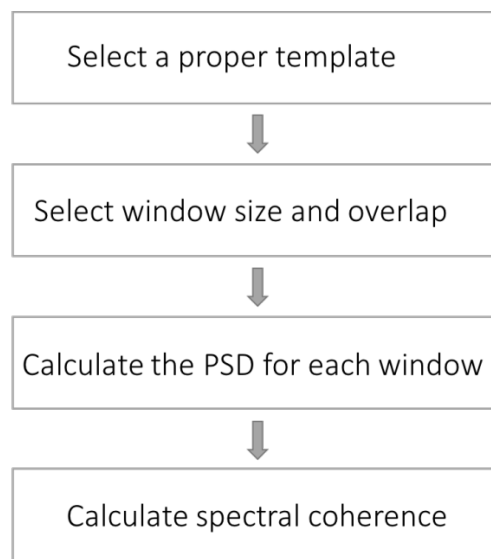 Select a proper template
Select window size and overlap
Calculate the PSD for each window
Calculate spectral coherence